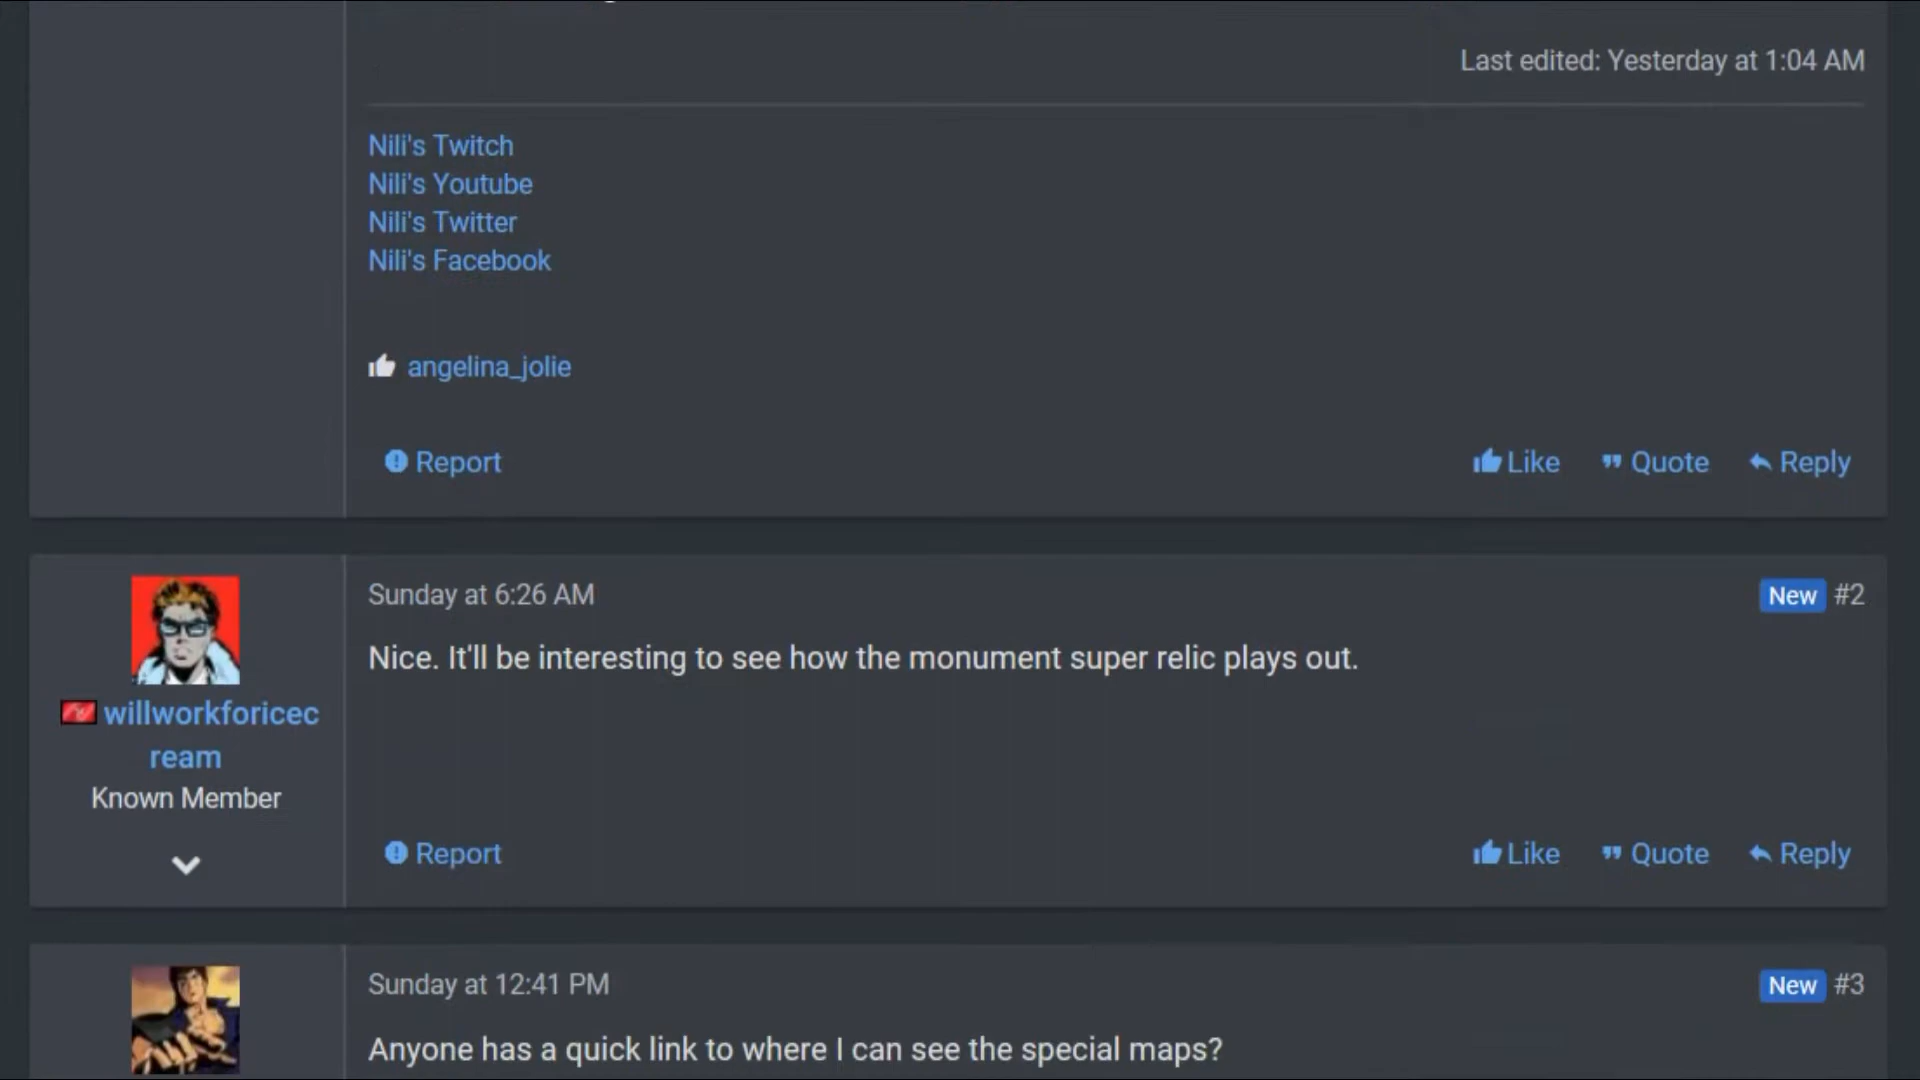 Last edited: Yesterday at 1:04 AM
Nili's Twitch
Nili's Youtube
Nili's Twitter
Nili's Facebook
angelina_jolie
Report
Like
Quote
Reply
willworkforicec
ream
Known Member
Sunday at 6:26 AM
New #2
Nice. It'll be interesting to see how the monument super relic plays out.
Report
Like
Quote
Reply
Sunday at 12:41 PM
New #3
Anyone has a quick link to where I can see the special maps?